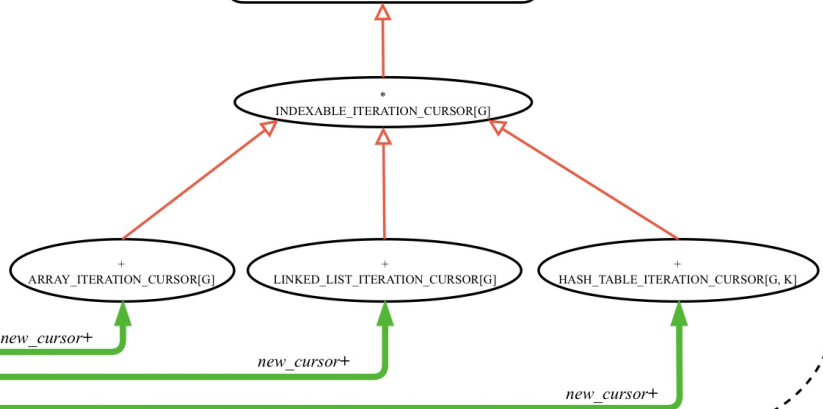 *
INDEXABLE_ITERATION_CURSOR[G]
+
ARRAY_ITERATION_CURSOR[G]
+
LINKED_LIST_ITERATION_CURSOR[G]
+
HASH_TABLE_ITERATION_CURSOR[G, K]
new_cursor+
new_cursor+
new_cursor+